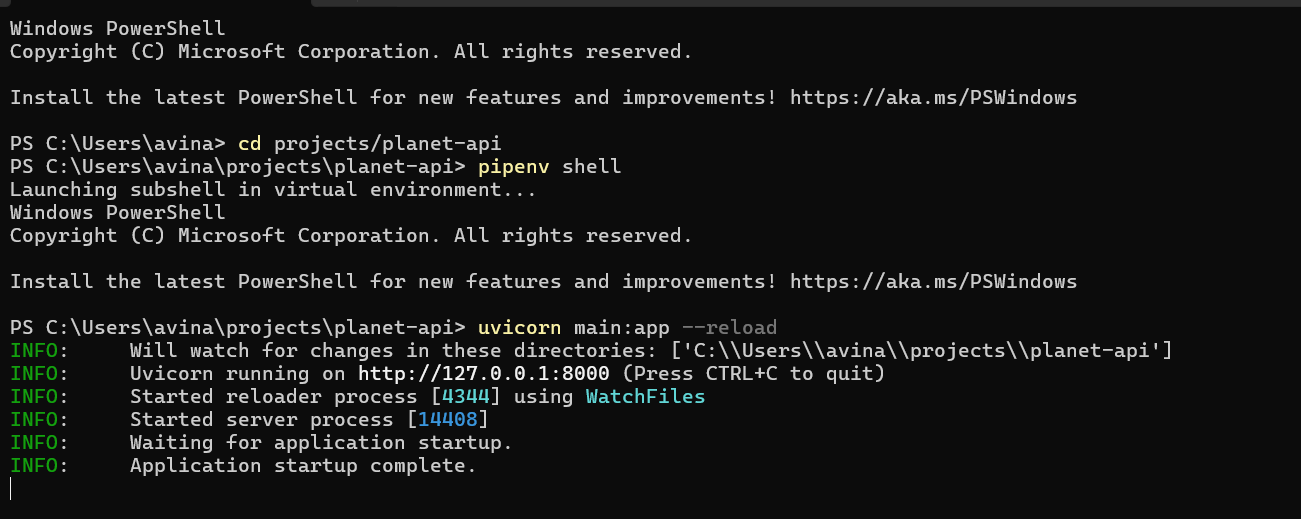 Windows PowerShell
Copyright (C) Microsoft Corporation. All rights reserved.
Install the latest PowerShell for new features and improvements! https://aka.ms/PSWindows
PS C:\Users\avina> cd projects/planet-api
PS C:\Users\avina\projects\planet-api> pipenv shell
Launching subshell in virtual environment...
Windows PowerShell
Copyright (C) Microsoft Corporation. All rights reserved.
Install the latest PowerShell for new features and improvements! https://aka.ms/PSWindows
PS C:\Users\avina\projects\planet-api> uvicorn main:app --reload
INFO:     Will watch for changes in these directories: ['C:\\Users\\avina\\projects\\planet-api']
INFO:     Uvicorn running on http://127.0.0.1:8000 (Press CTRL+C to quit)
INFO:     Started reloader process [4344] using WatchFiles
INFO:     Started server process [14408]
INFO:     Waiting for application startup.
INFO:     Application startup complete.